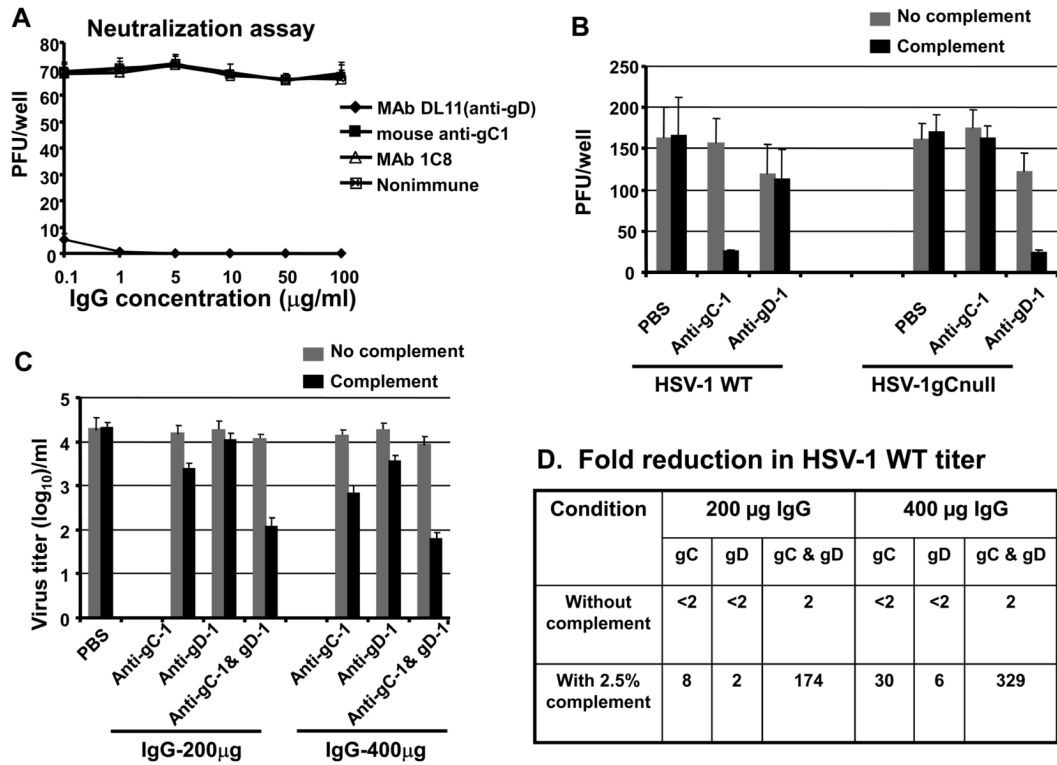 A
Neutralization assay
80
70
60
50
40
30
20
10
0
PFU/well
0.1 1 5 10 50 100
IgG concentration (μg/ml)
MAb DL11(anti-gD)
mouse anti-gC1
MAb 1C8
Nonimmune
B
No complement
Complement
250
200
150
100
50
0
PFU/well
PBS
Anti-gC-1
Anti-gD-1
PBS
Anti-gC-1
Anti-gD-1
HSV-1 WT
HSV-1gCnull
C
No complement
Complement
5
4
3
2
1
0
Virus titer (log10)/ml
PBS
Anti-gC-1
Anti-gD-1
Anti-gC-1& gD-1
Anti-gC-1
Anti-gD-1
Anti-gC-1& gD-1
IgG-200μg
IgG-400μg
D. Fold reduction in HSV-1 WT titer
Condition 200 μg IgG 400 μg IgG
gC gD gC & gD gC gD gC & gD
Without complement <2 <2 2 <2 <2 2
With 2.5% complement 8 2 174 30 6 329